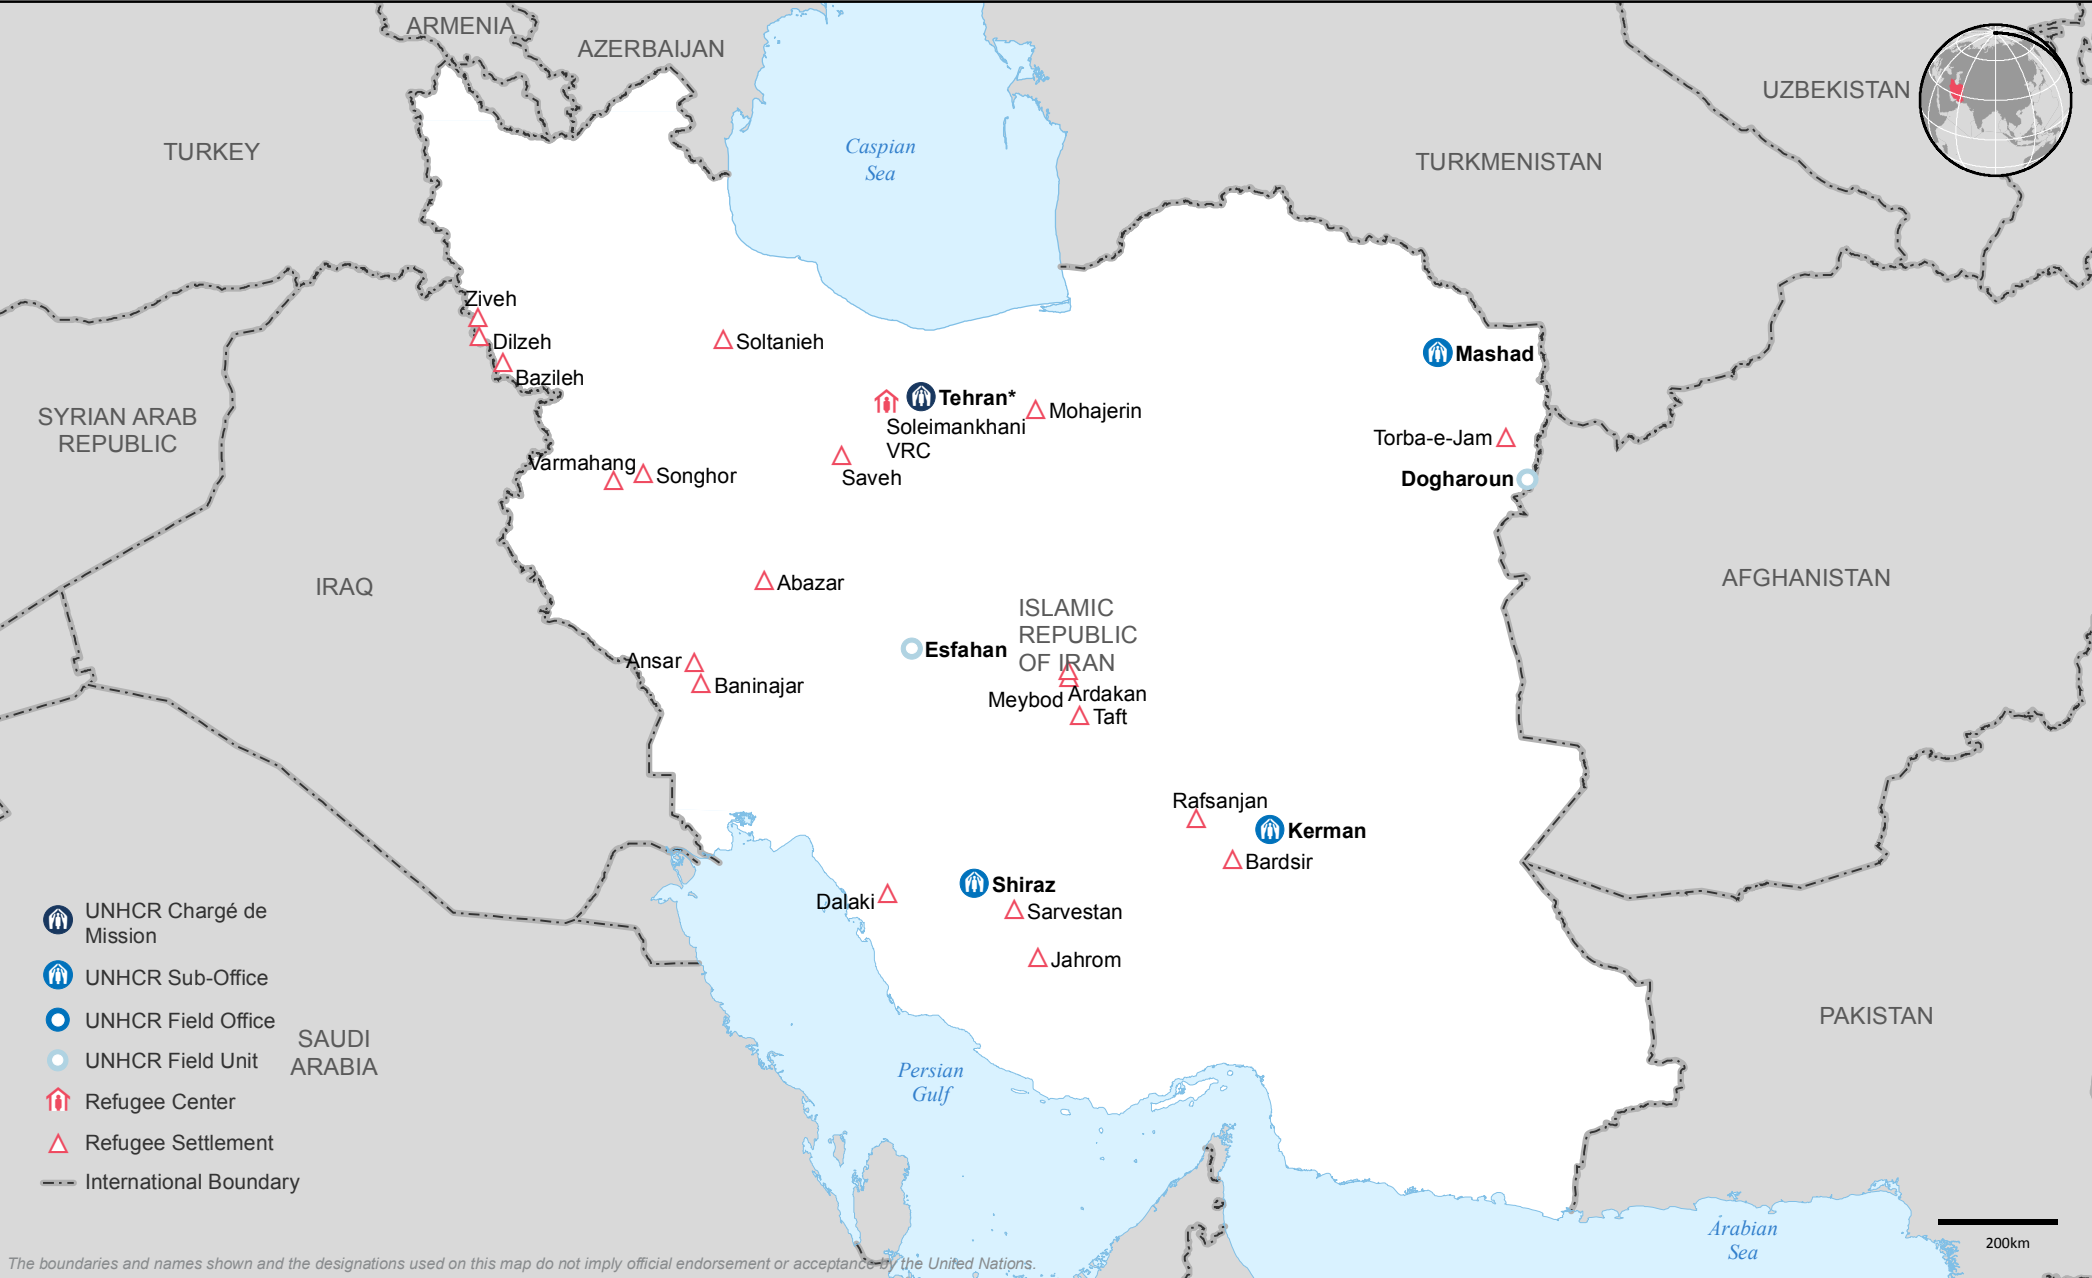 ARMENIA
AZERBAIJAN
UZBEKISTAN
TURKEY
Caspian
Sea
TURKMENISTAN
Ziveh
Dilzeh
Bazileh
Soltanieh
Mashad
Tehran*
Soleimankhani
VRC
Mohajerin
SYRIAN ARAB
REPUBLIC
Torba-e-Jam
Varmahang
Songhor
Saveh
Dogharoun
IRAQ
Abazar
AFGHANISTAN
ISLAMIC
REPUBLIC
OF IRAN
Esfahan
Ansar
Baninajar
Meybod
Ardakan
Taft
Rafsanjan
Kerman
Bardsir
Shiraz
Dalaki
Sarvestan
Jahrom
PAKISTAN
SAUDI
ARABIA
Persian
Gulf
Arabian
Sea
UNHCR Chargé de
Mission
UNHCR Sub-Office
UNHCR Field Office
UNHCR Field Unit
Refugee Center
Refugee Settlement
International Boundary
200km
The boundaries and names shown and the designations used on this map do not imply official endorsement or acceptance by the United Nations.